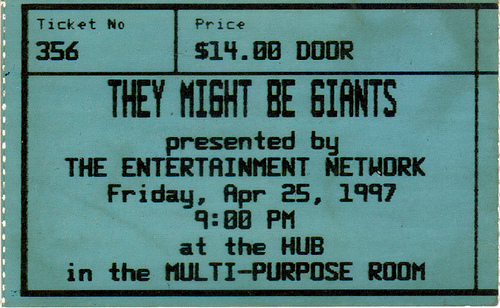 Ticket No
Price
356
$14.00 DOOR
THEY MIGHT BE GIANTS
presented by
THE ENTERTAINMENT NETWORK
Friday, Apr 25, 1997
9:00 PM
at the HUB
in the MULTI-PURPOSE ROOM